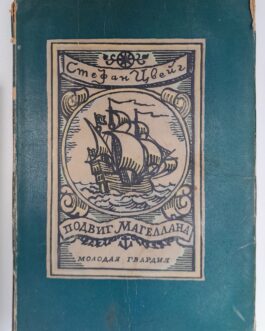 Стефан Цвейг
ПОДВИГ МАГЕЛЛАНА
МОЛОДАЯ ГВАРДИЯ